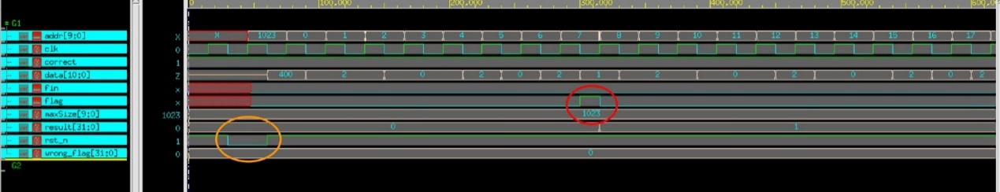 0 100,000 200,000 300,000 400,000 500,000 600,0
G1
addr[9:0] X X 1023 0 1 2 3 4 5 6 7 8 9 10 11 12 13 14 15 16 17
clk 0
correct 1
data[10:0] Z 400 2 0 2 0 2 1 2 0 2 0 2 0 2
fin x
flag x
maxSize[9:0] 1023 1023
result[31:0] 0 0 1
rst_n 1
wrong_flag[31:0] 0 0
G2